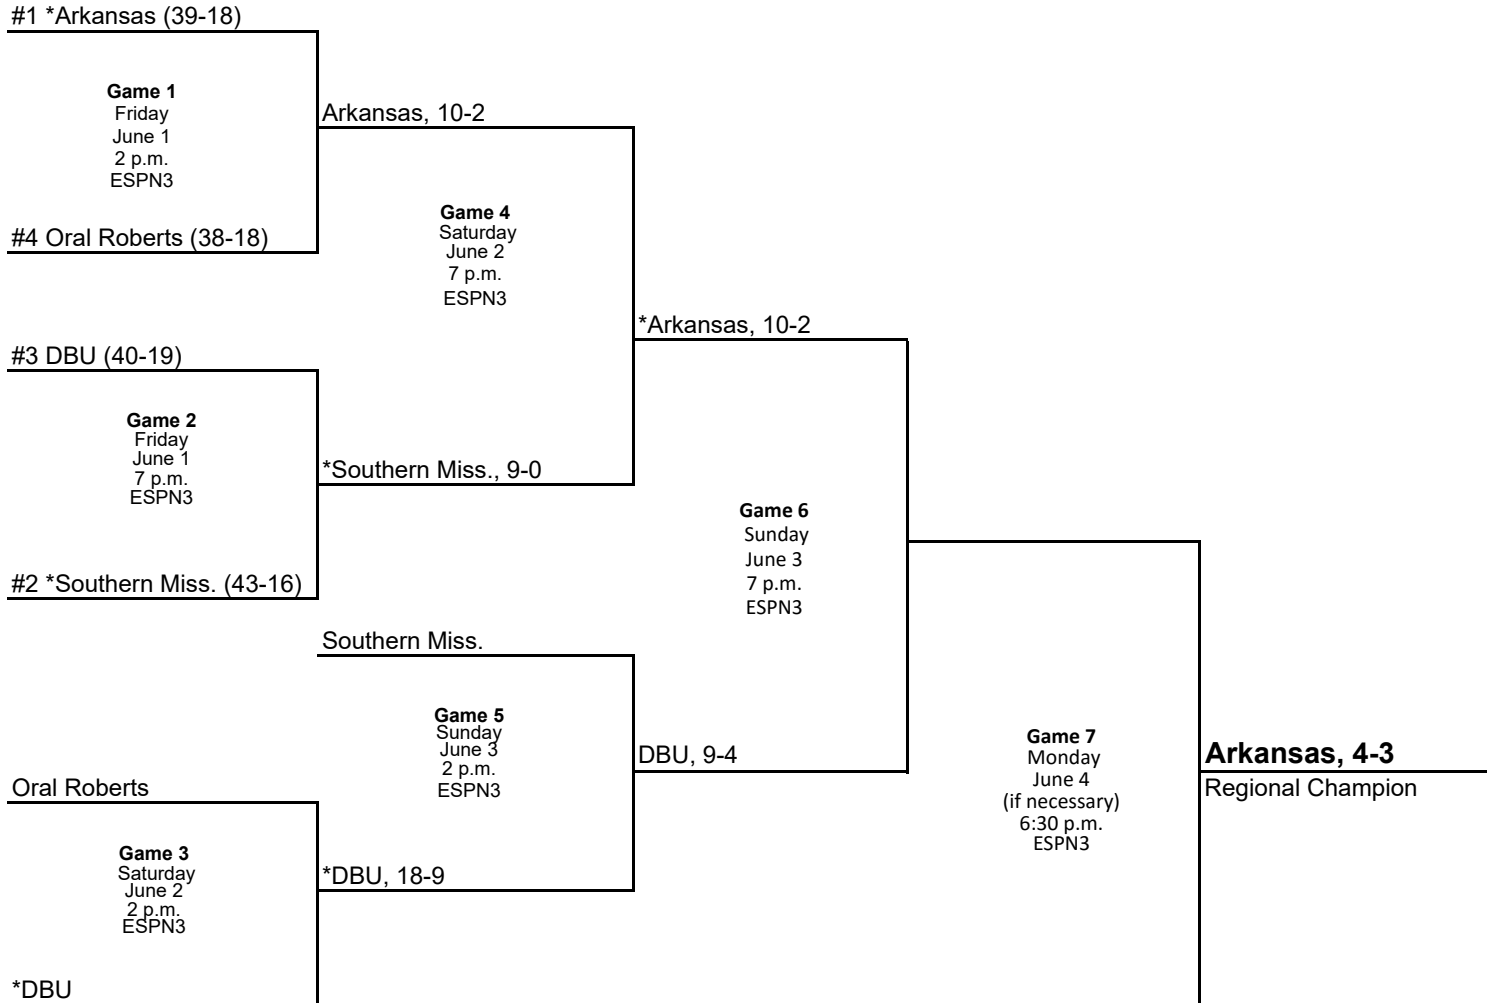 #1 *Arkansas (39-18)
Game 1
Friday
June 1
2 p.m.
ESPN3
#4 Oral Roberts (38-18)
Arkansas, 10-2
Game 4
Saturday
June 2
7 p.m.
ESPN3
#3 DBU (40-19)
Game 2
Friday
June 1
7 p.m.
ESPN3
#2 *Southern Miss. (43-16)
*Southern Miss., 9-0
*Arkansas, 10-2
Game 6
Sunday
June 3
7 p.m.
ESPN3
Southern Miss.
Game 5
Sunday
June 3
2 p.m.
ESPN3
DBU, 9-4
Oral Roberts
Game 3
Saturday
June 2
2 p.m.
ESPN3
*DBU
*DBU, 18-9
Game 7
Monday
June 4
(if necessary)
6:30 p.m.
ESPN3
Arkansas, 4-3
Regional Champion